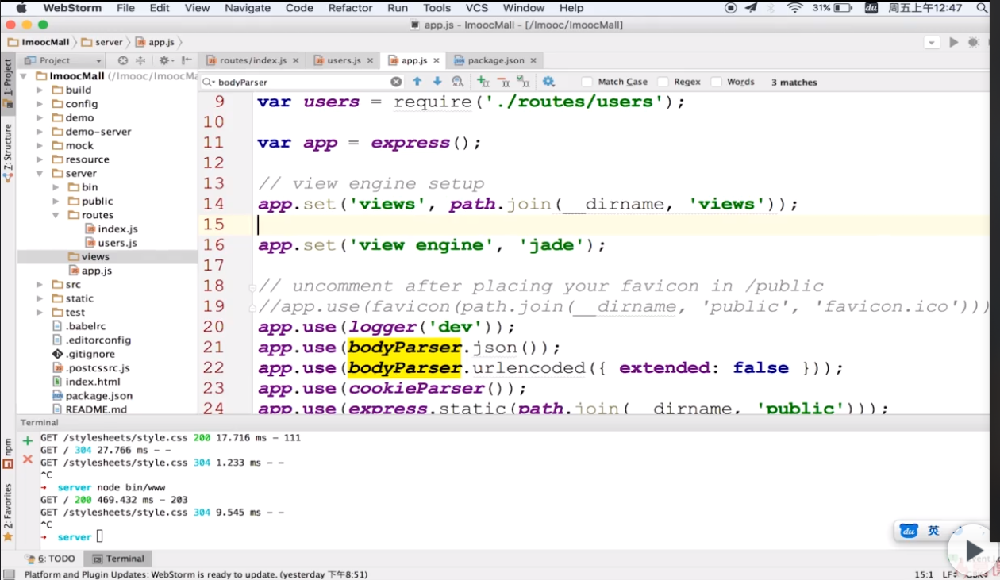 WebStorm File Edit View Navigate Code Refactor Run Tools VCS Window Help 31% du 周五上午12:47
app.js - ImoocMall - [/Imooc/ImoocMall]
ImoocMall server app.js
Project routes/index.js users.js app.js package.json
bodyParser Match Case Regex Words 3 matches
1: Project
Z: Structure
npm
2: Favorites
ImoocMall (/Imooc/ImoocMa
build
config
demo
demo-server
mock
resource
server
bin
public
routes
index.js
users.js
views
app.js
src
static
test
.babelrc
.editorconfig
.gitignore
.postcssrc.js
index.html
package.json
README.md
9 var users = require('./routes/users');
10
11 var app = express();
12
13 // view engine setup
14 app.set('views', path.join(__dirname, 'views'));
15
16 app.set('view engine', 'jade');
17
18 // uncomment after placing your favicon in /public
19 //app.use(favicon(path.join(__dirname, 'public', 'favicon.ico')))
20 app.use(logger('dev'));
21 app.use(bodyParser.json());
22 app.use(bodyParser.urlencoded({ extended: false }));
23 app.use(cookieParser());
24 app.use(express.static(path.join(__dirname, 'public')));
Terminal
GET /stylesheets/style.css 200 17.716 ms - 111
GET / 304 27.766 ms - -
GET /stylesheets/style.css 304 1.233 ms - -
^C
→ server node bin/www
GET / 200 469.432 ms - 203
GET /stylesheets/style.css 304 9.545 ms - -
^C
→ server
du 英
6: TODO Terminal
Platform and Plugin Updates: WebStorm is ready to update. (yesterday 下午8:51) 15:1 LF